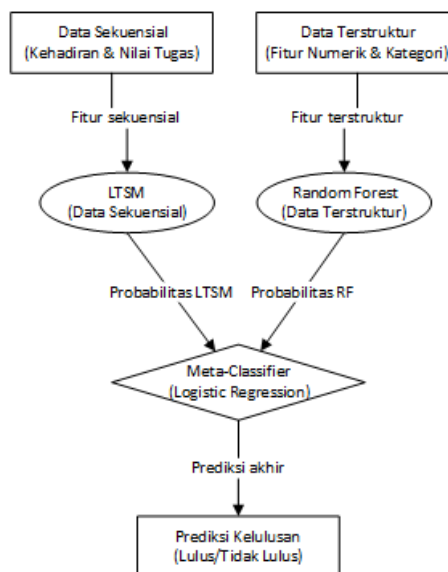 Data Sekuensial
(Kehadiran & Nilai Tugas)
Data Terstruktur
(Fitur Numerik & Kategori)
Fitur sekuensial
Fitur terstruktur
LTSM
(Data Sekuensial)
Random Forest
(Data Terstruktur)
Probabilitas LTSM
Probabilitas RF
Meta-Classifier
(Logistic Regression)
Prediksi akhir
Prediksi Kelulusan
(Lulus/Tidak Lulus)